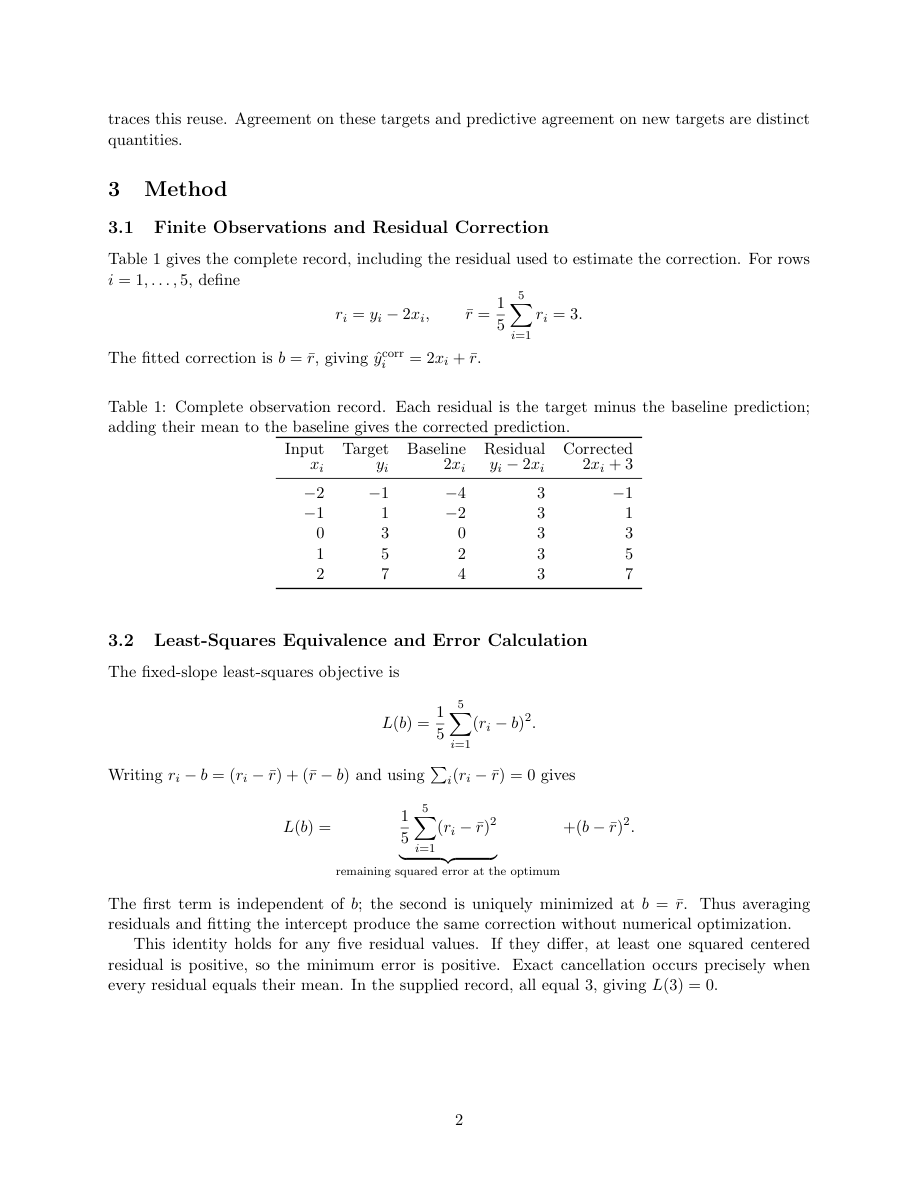 traces this reuse. Agreement on these targets and predictive agreement on new targets are distinct
quantities.
3 Method
3.1 Finite Observations and Residual Correction
Table 1 gives the complete record, including the residual used to estimate the correction. For rows
i = 1, . . . , 5, define
r_i = y_i − 2x_i, r̄ = \frac{1}{5} \sum_{i=1}^{5} r_i = 3.
The fitted correction is b = r̄, giving ŷ_i^{corr} = 2x_i + r̄.
Table 1: Complete observation record. Each residual is the target minus the baseline prediction;
adding their mean to the baseline gives the corrected prediction.
Input Target Baseline Residual Corrected
x_i y_i 2x_i y_i − 2x_i 2x_i + 3
−2 −1 −4 3 −1
−1 1 −2 3 1
0 3 0 3 3
1 5 2 3 5
2 7 4 3 7
3.2 Least-Squares Equivalence and Error Calculation
The fixed-slope least-squares objective is
L(b) = \frac{1}{5} \sum_{i=1}^{5} (r_i − b)^2.
Writing r_i − b = (r_i − r̄) + (r̄ − b) and using ∑_i(r_i − r̄) = 0 gives
L(b) = \frac{1}{5} \sum_{i=1}^{5} (r_i − r̄)^2 +(b − r̄)^2.
remaining squared error at the optimum
The first term is independent of b; the second is uniquely minimized at b = r̄. Thus averaging
residuals and fitting the intercept produce the same correction without numerical optimization.
This identity holds for any five residual values. If they differ, at least one squared centered
residual is positive, so the minimum error is positive. Exact cancellation occurs precisely when
every residual equals their mean. In the supplied record, all equal 3, giving L(3) = 0.
2